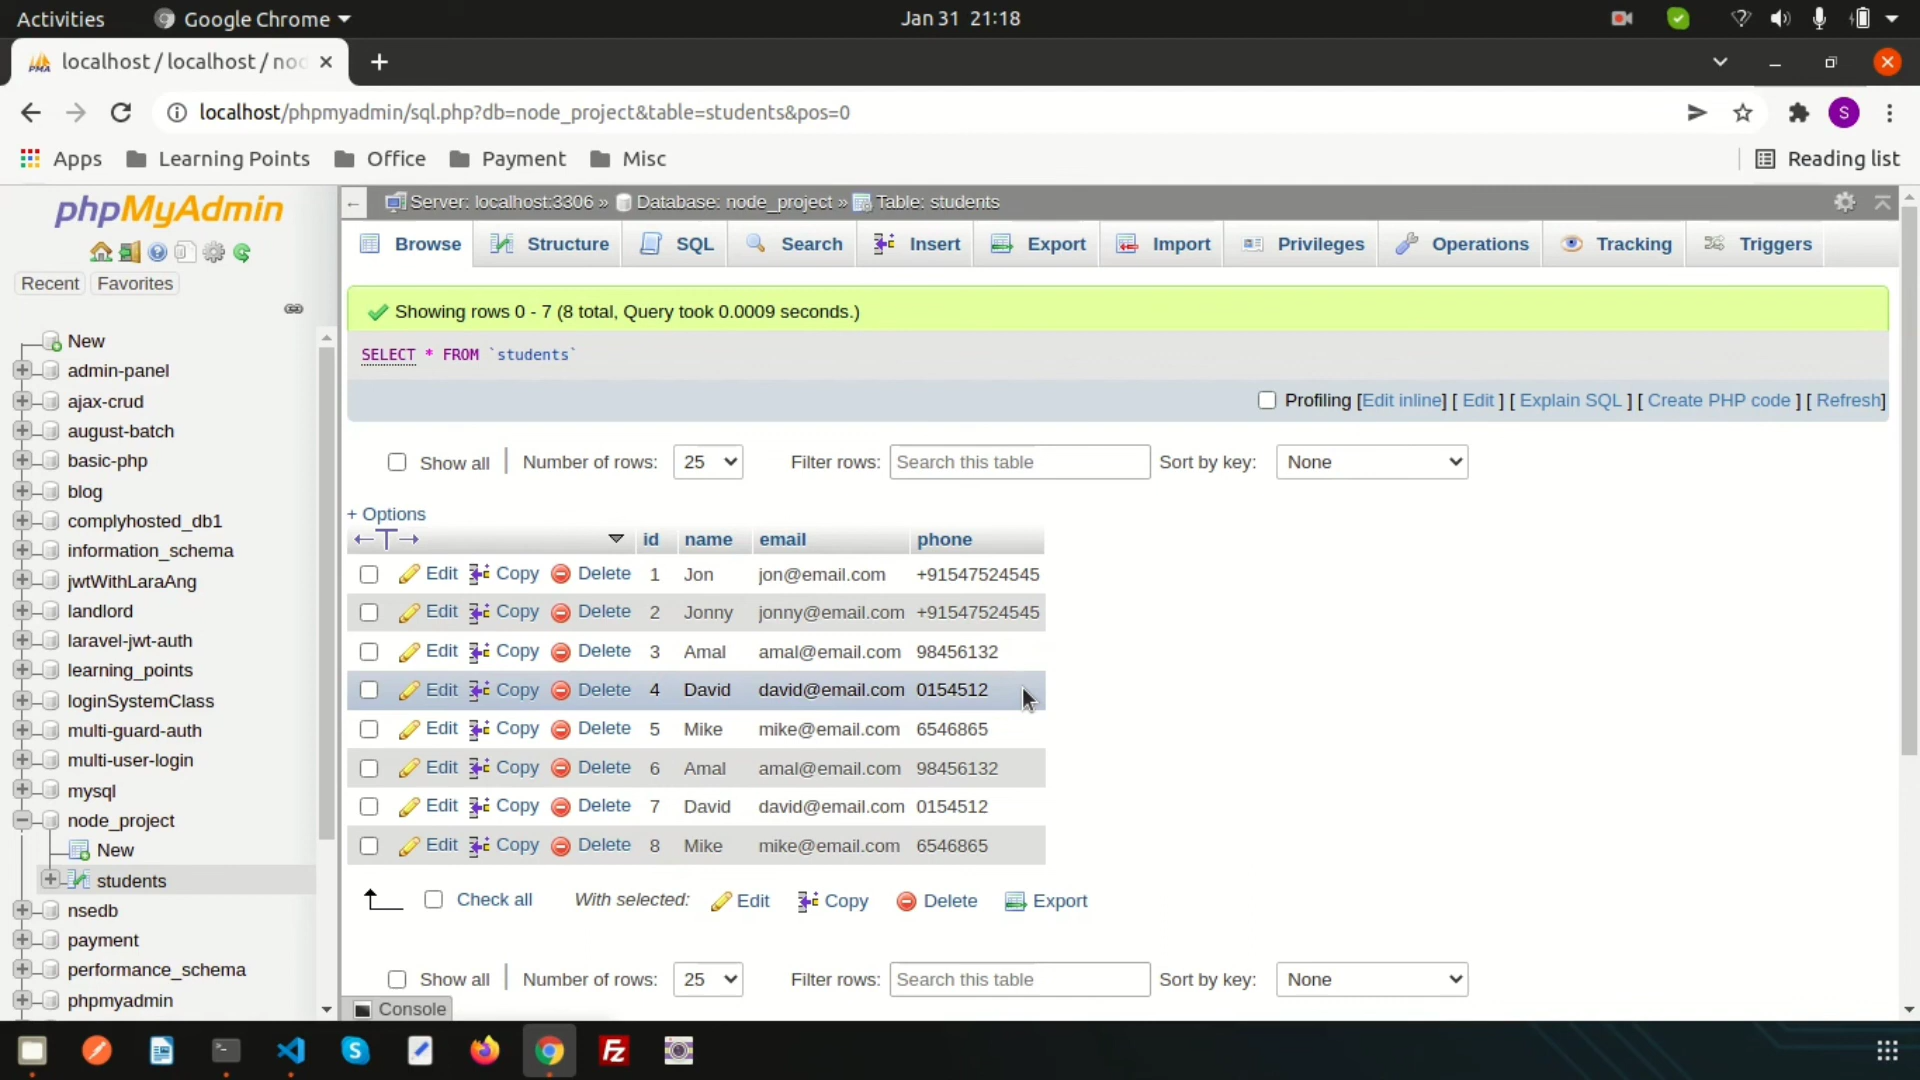 Activities Google Chrome Jan 31 21:18
localhost / localhost / noc
localhost/phpmyadmin/sql.php?db=node_project&table=students&pos=0 S
Apps Learning Points Office Payment Misc Reading list
phpMyAdmin
Recent Favorites
New
admin-panel
ajax-crud
august-batch
basic-php
blog
complyhosted_db1
information_schema
jwtWithLaraAng
landlord
laravel-jwt-auth
learning_points
loginSystemClass
multi-guard-auth
multi-user-login
mysql
node_project
New
students
nsedb
payment
performance_schema
phpmyadmin
Server: localhost:3306 » Database: node_project » Table: students
Browse Structure SQL Search Insert Export Import Privileges Operations Tracking Triggers
Showing rows 0 - 7 (8 total, Query took 0.0009 seconds.)
SELECT * FROM `students`
Profiling [Edit inline] [ Edit ] [ Explain SQL ] [ Create PHP code ] [ Refresh]
Show all Number of rows: 25 Filter rows: Search this table Sort by key: None
+ Options
←T→ id name email phone
Edit Copy Delete 1 Jon jon@email.com +91547524545
Edit Copy Delete 2 Jonny jonny@email.com +91547524545
Edit Copy Delete 3 Amal amal@email.com 98456132
Edit Copy Delete 4 David david@email.com 0154512
Edit Copy Delete 5 Mike mike@email.com 6546865
Edit Copy Delete 6 Amal amal@email.com 98456132
Edit Copy Delete 7 David david@email.com 0154512
Edit Copy Delete 8 Mike mike@email.com 6546865
Check all With selected: Edit Copy Delete Export
Show all Number of rows: 25 Filter rows: Search this table Sort by key: None
Console